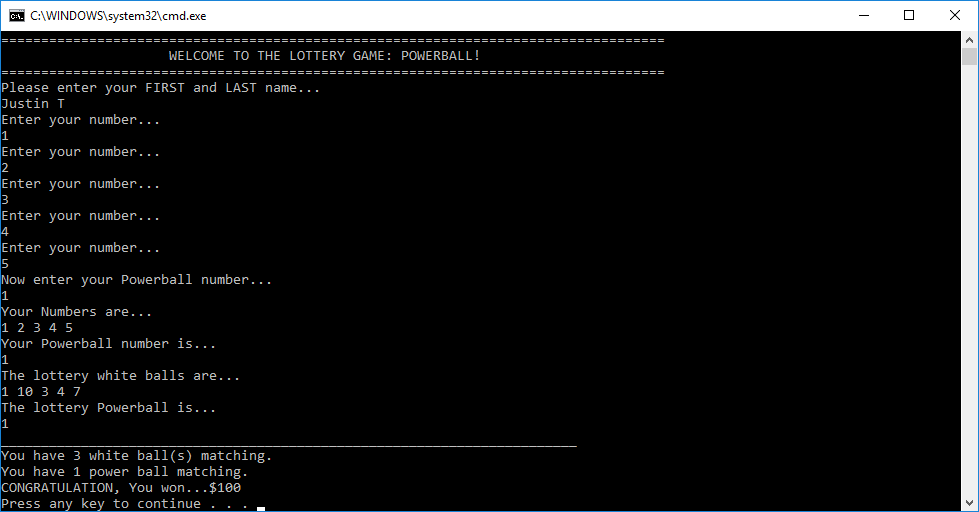 C:\WINDOWS\system32\cmd.exe
===================================================================================
WELCOME TO THE LOTTERY GAME: POWERBALL!
===================================================================================
Please enter your FIRST and LAST name...
Justin T
Enter your number...
1
Enter your number...
2
Enter your number...
3
Enter your number...
4
Enter your number...
5
Now enter your Powerball number...
1
Your Numbers are...
1 2 3 4 5
Your Powerball number is...
1
The lottery white balls are...
1 10 3 4 7
The lottery Powerball is...
1
________________________________________________________________________
You have 3 white ball(s) matching.
You have 1 power ball matching.
CONGRATULATION, You won...$100
Press any key to continue . . .